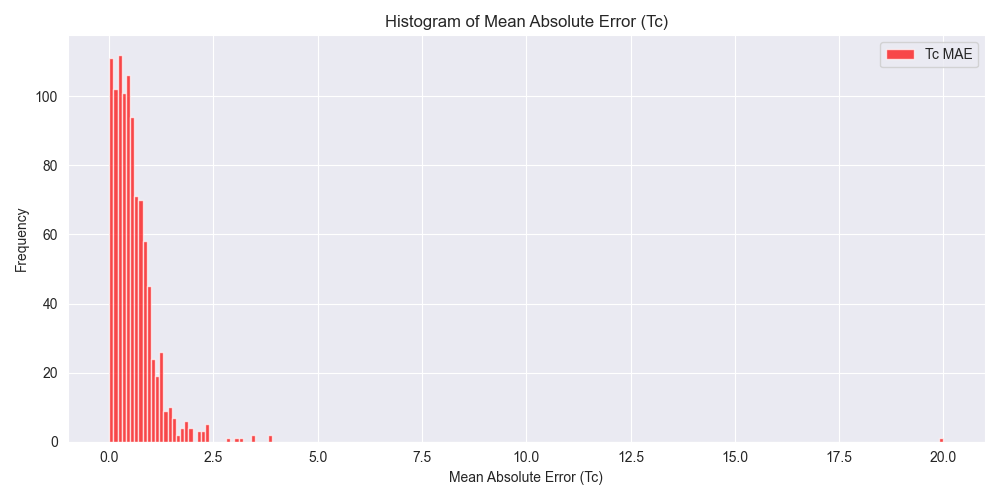 Histogram of Mean Absolute Error (Tc)
Tc MAE
100
80
60
40
20
0
Frequency
0.0 2.5 5.0 7.5 10.0 12.5 15.0 17.5 20.0
Mean Absolute Error (Tc)